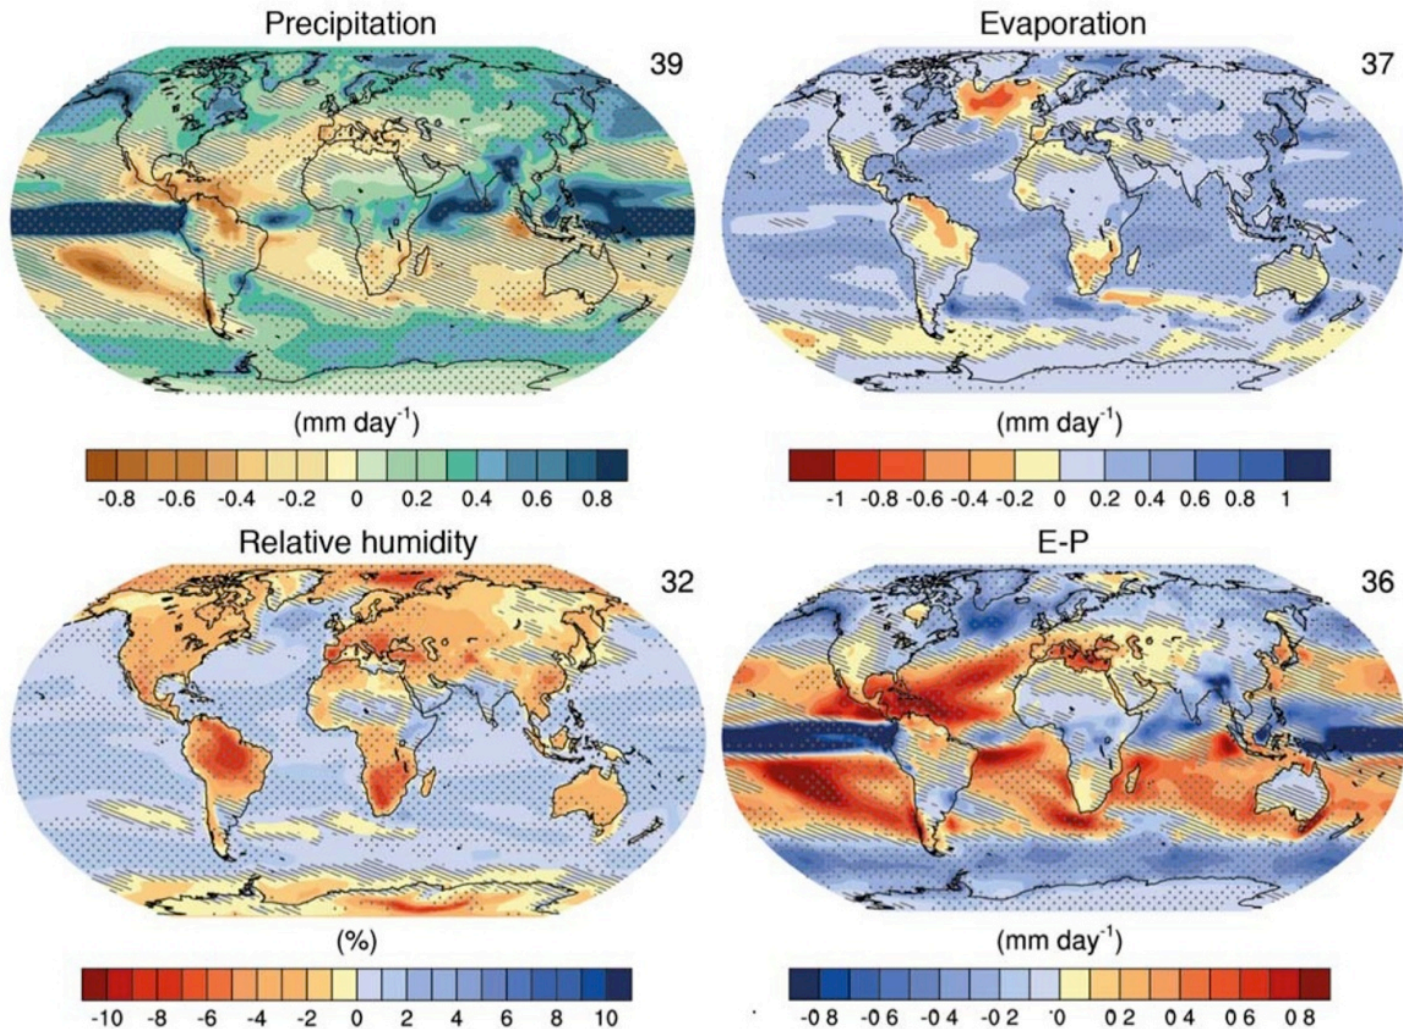 Precipitation
39
(mm day-1)
-0.8 -0.6 -0.4 -0.2 0 0.2 0.4 0.6 0.8
Evaporation
37
(mm day-1)
-1 -0.8 -0.6 -0.4 -0.2 0 0.2 0.4 0.6 0.8 1
Relative humidity
32
(%)
-10 -8 -6 -4 -2 0 2 4 6 8 10
E-P
36
(mm day-1)
-0 8 -0 6 -0 4 -0.2 0 0.2 0 4 0.6 0.8